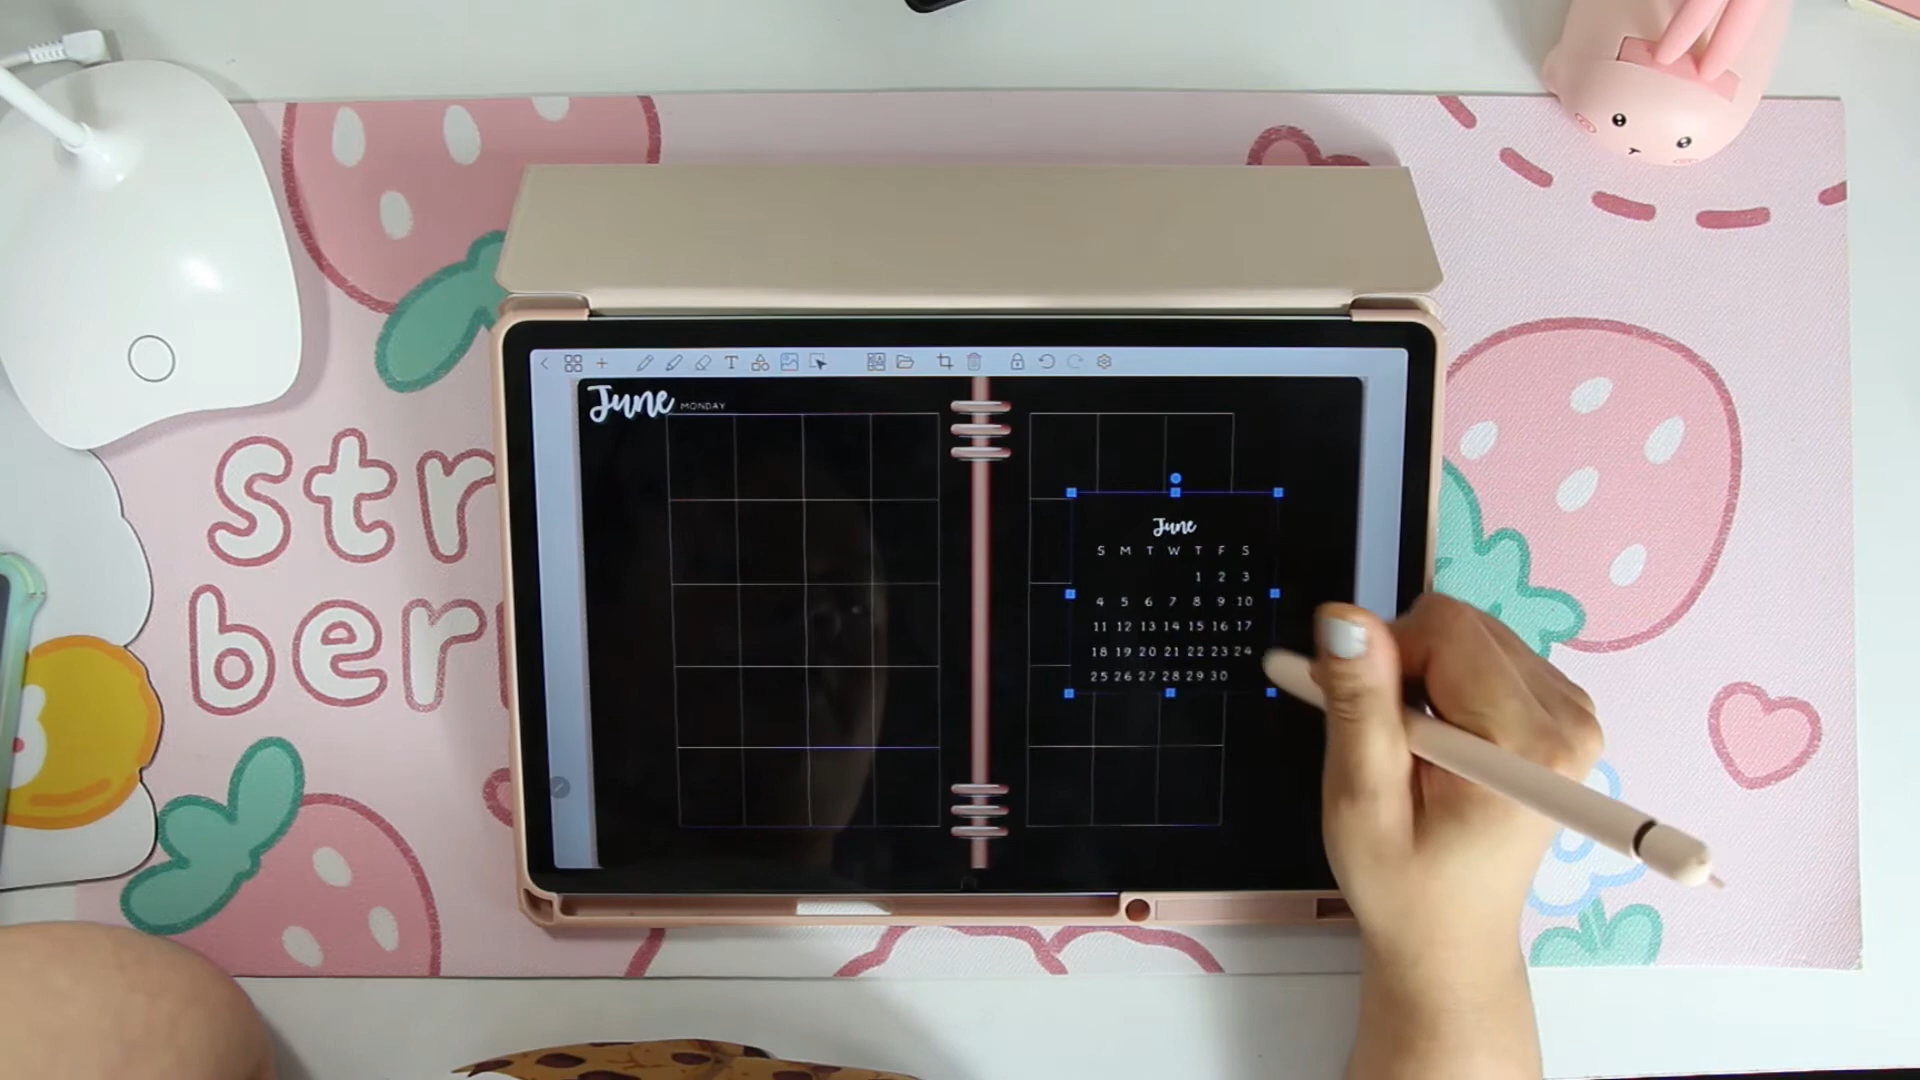 T
June MONDAY
June
S M T W T F S
1 2 3
4 5 6 7 8 9 10
11 12 13 14 15 16 17
18 19 20 21 22 23 24
25 26 27 28 29 30
str
ber